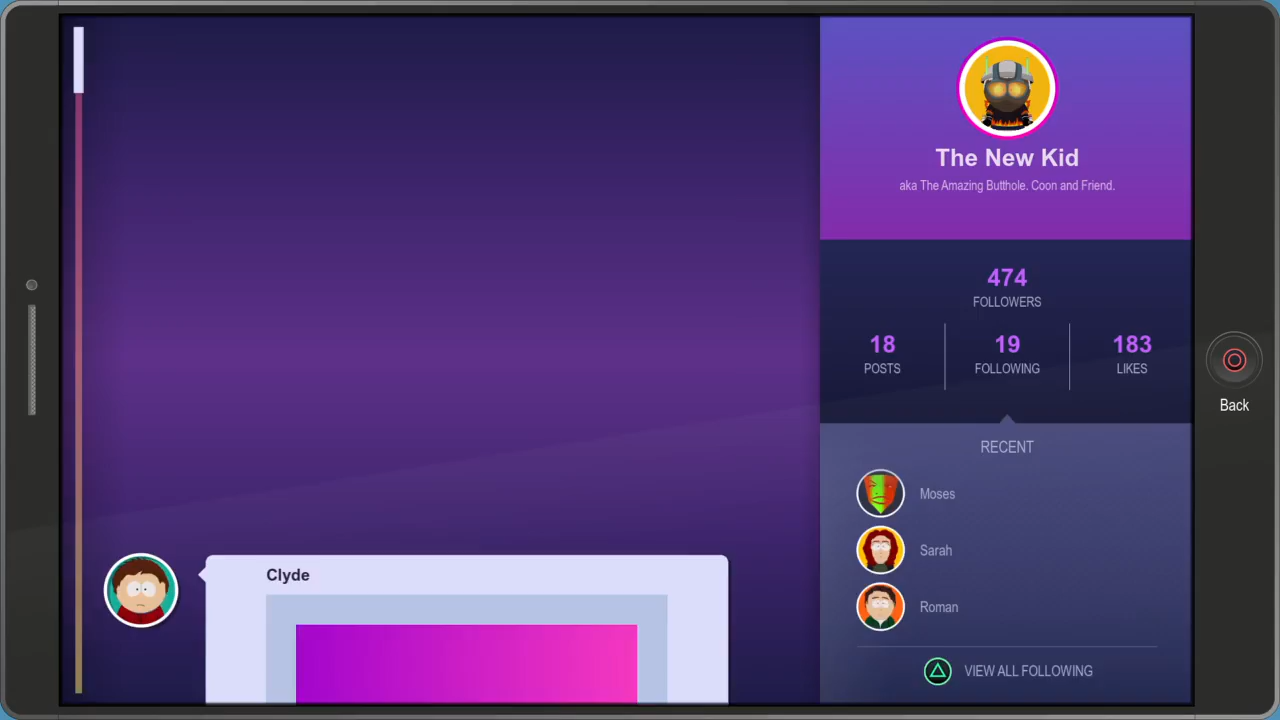 The New Kid
aka The Amazing Butthole. Coon and Friend.
474
FOLLOWERS
18
POSTS
19
FOLLOWING
183
LIKES
RECENT
Moses
Sarah
Roman
VIEW ALL FOLLOWING
Clyde
Back